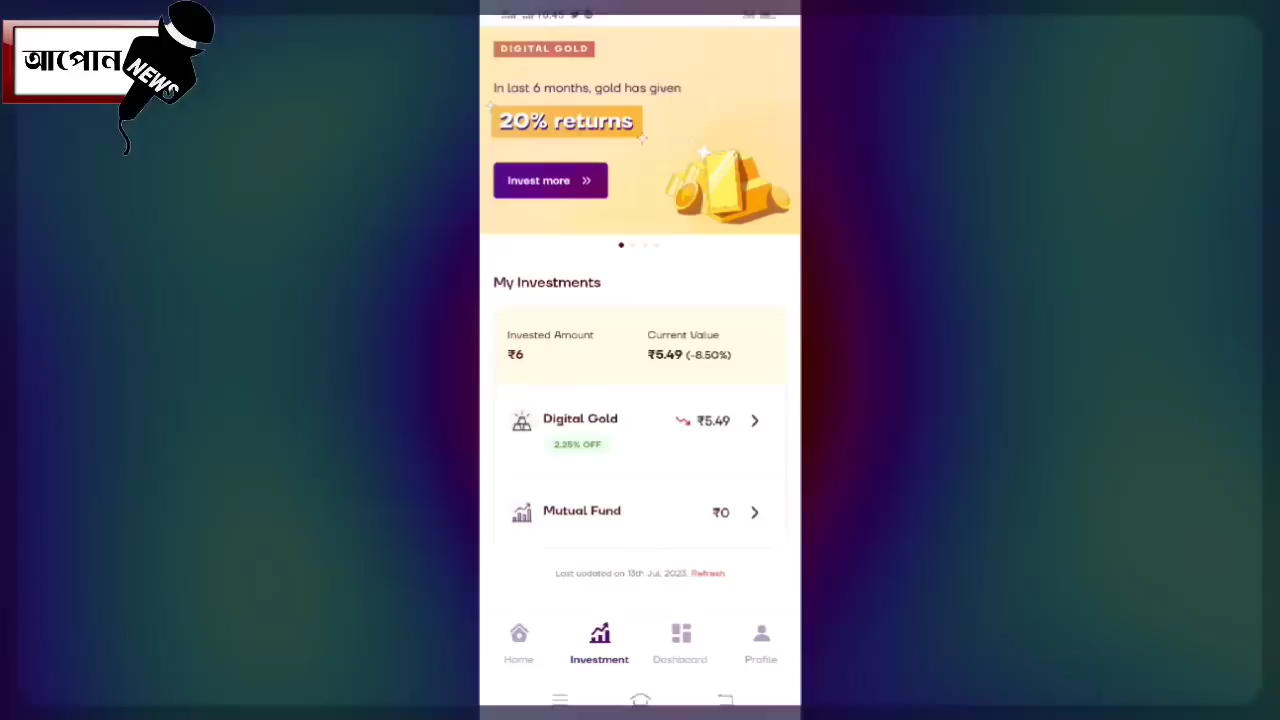 আপোন
NEWS
DIGITAL GOLD
In last 6 months, gold has given
20% returns
Invest more »
My Investments
Invested Amount
Current Value
₹6
₹5.49 (-8.50%)
Digital Gold
₹5.49
2.25% OFF
Mutual Fund
₹0
Last updated on 13th Jul, 2023. Refresh
Home
Investment
Dashboard
Profile